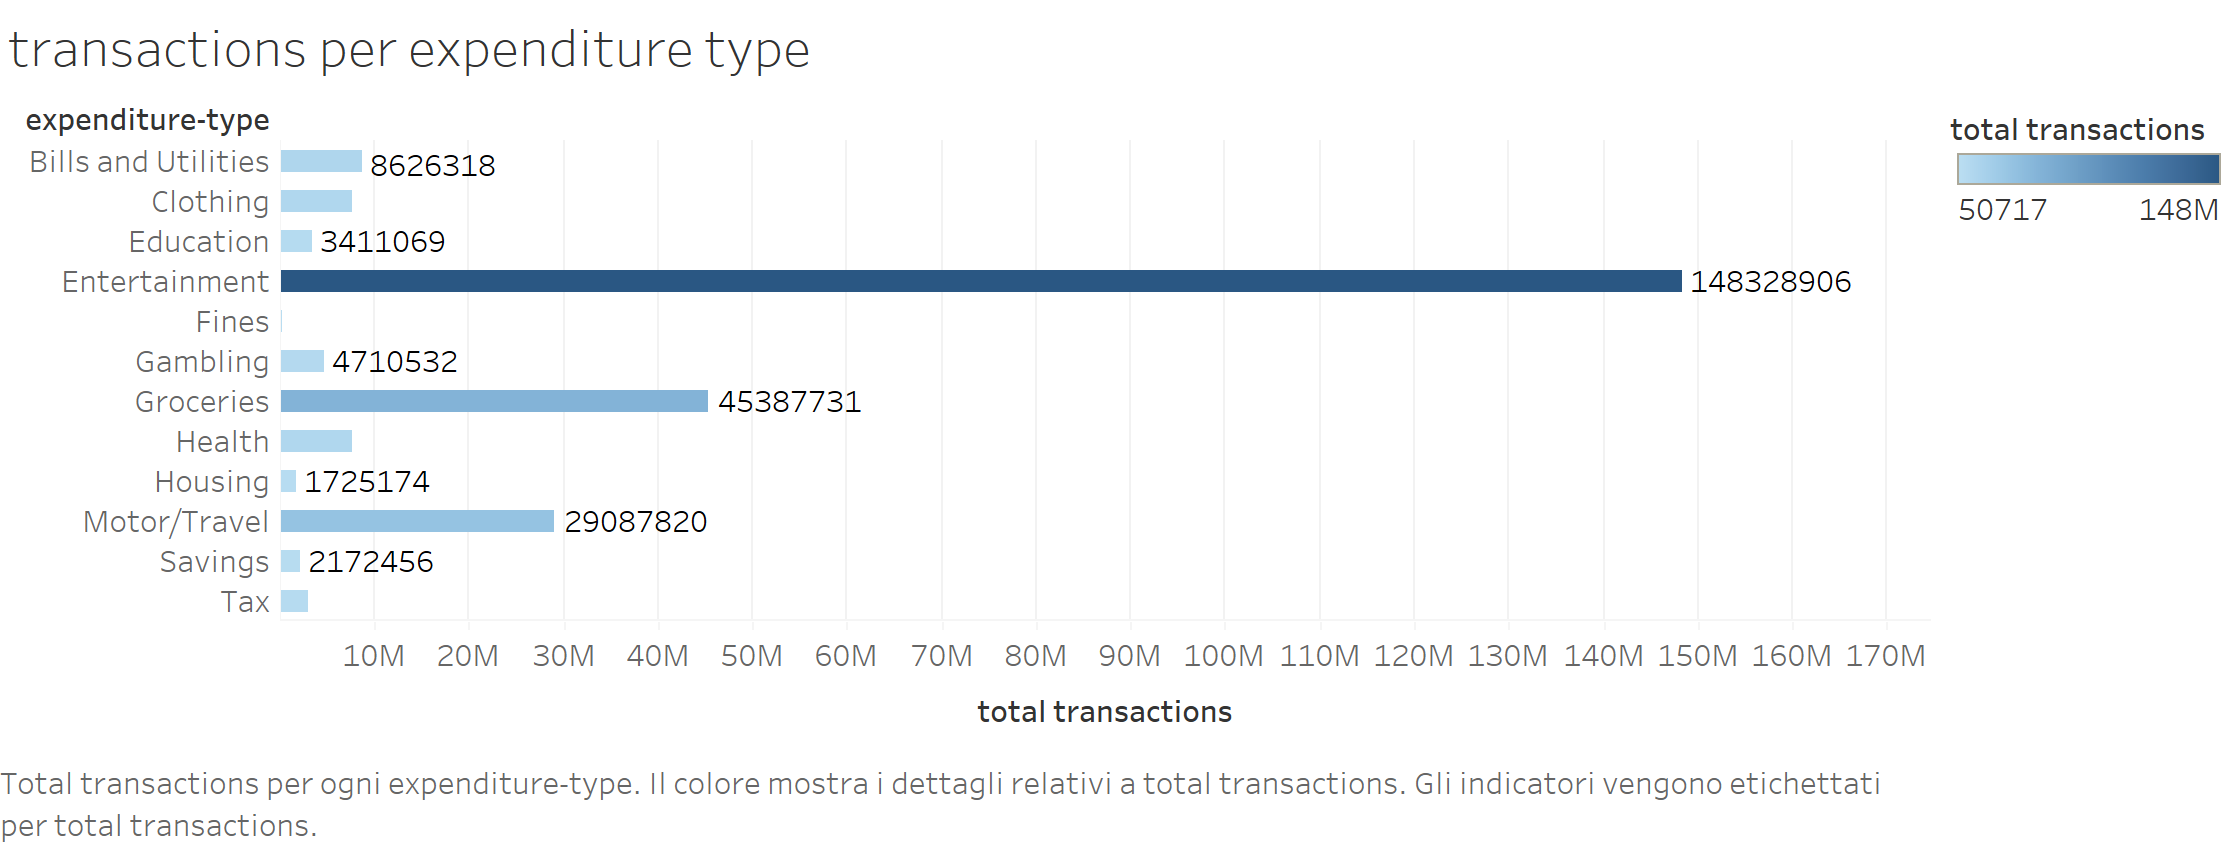 transactions per expenditure type
expenditure-type
total transactions
50717 148M
Bills and Utilities 8626318
Clothing
Education 3411069
Entertainment 148328906
Fines
Gambling 4710532
Groceries 45387731
Health
Housing 1725174
Motor/Travel 29087820
Savings 2172456
Tax
10M 20M 30M 40M 50M 60M 70M 80M 90M 100M 110M 120M 130M 140M 150M 160M 170M
total transactions
Total transactions per ogni expenditure-type. Il colore mostra i dettagli relativi a total transactions. Gli indicatori vengono etichettati
per total transactions.